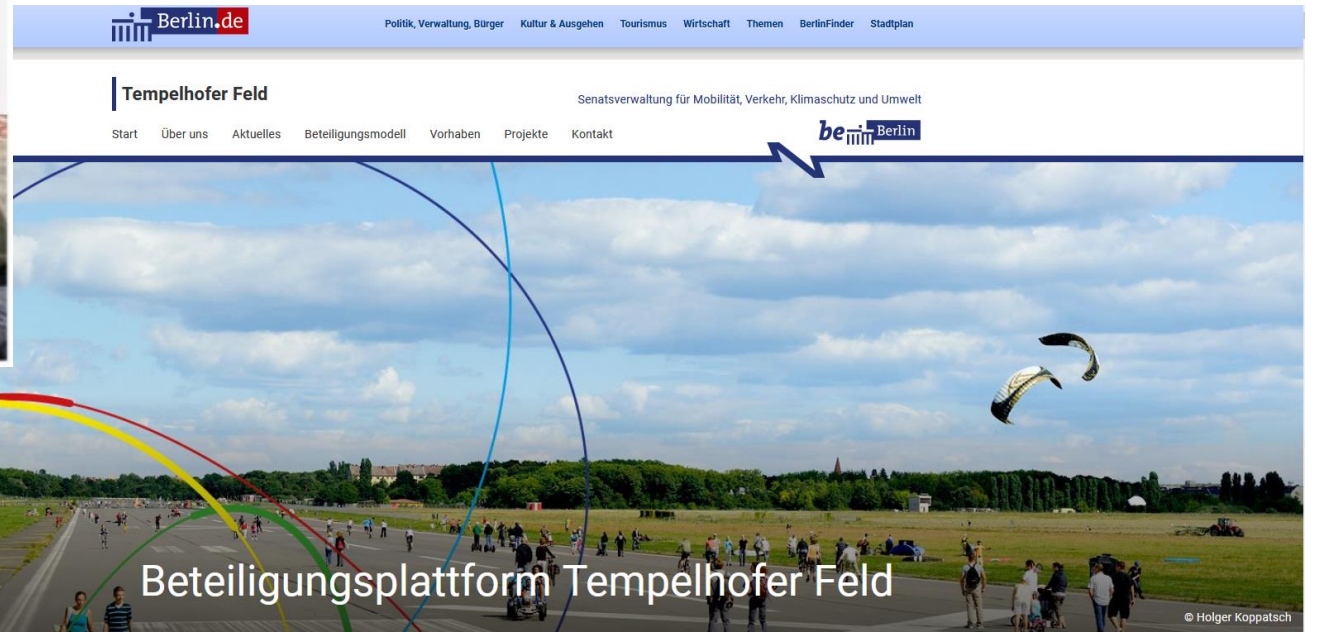 Berlin.de
Politik, Verwaltung, Bürger Kultur & Ausgehen Tourismus Wirtschaft Themen BerlinFinder Stadtplan
Tempelhofer Feld
Senatsverwaltung für Mobilität, Verkehr, Klimaschutz und Umwelt
Start Über uns Aktuelles Beteiligungsmodell Vorhaben Projekte Kontakt
be Berlin
Beteiligungsplattform Tempelhofer Feld
© Holger Koppatsch